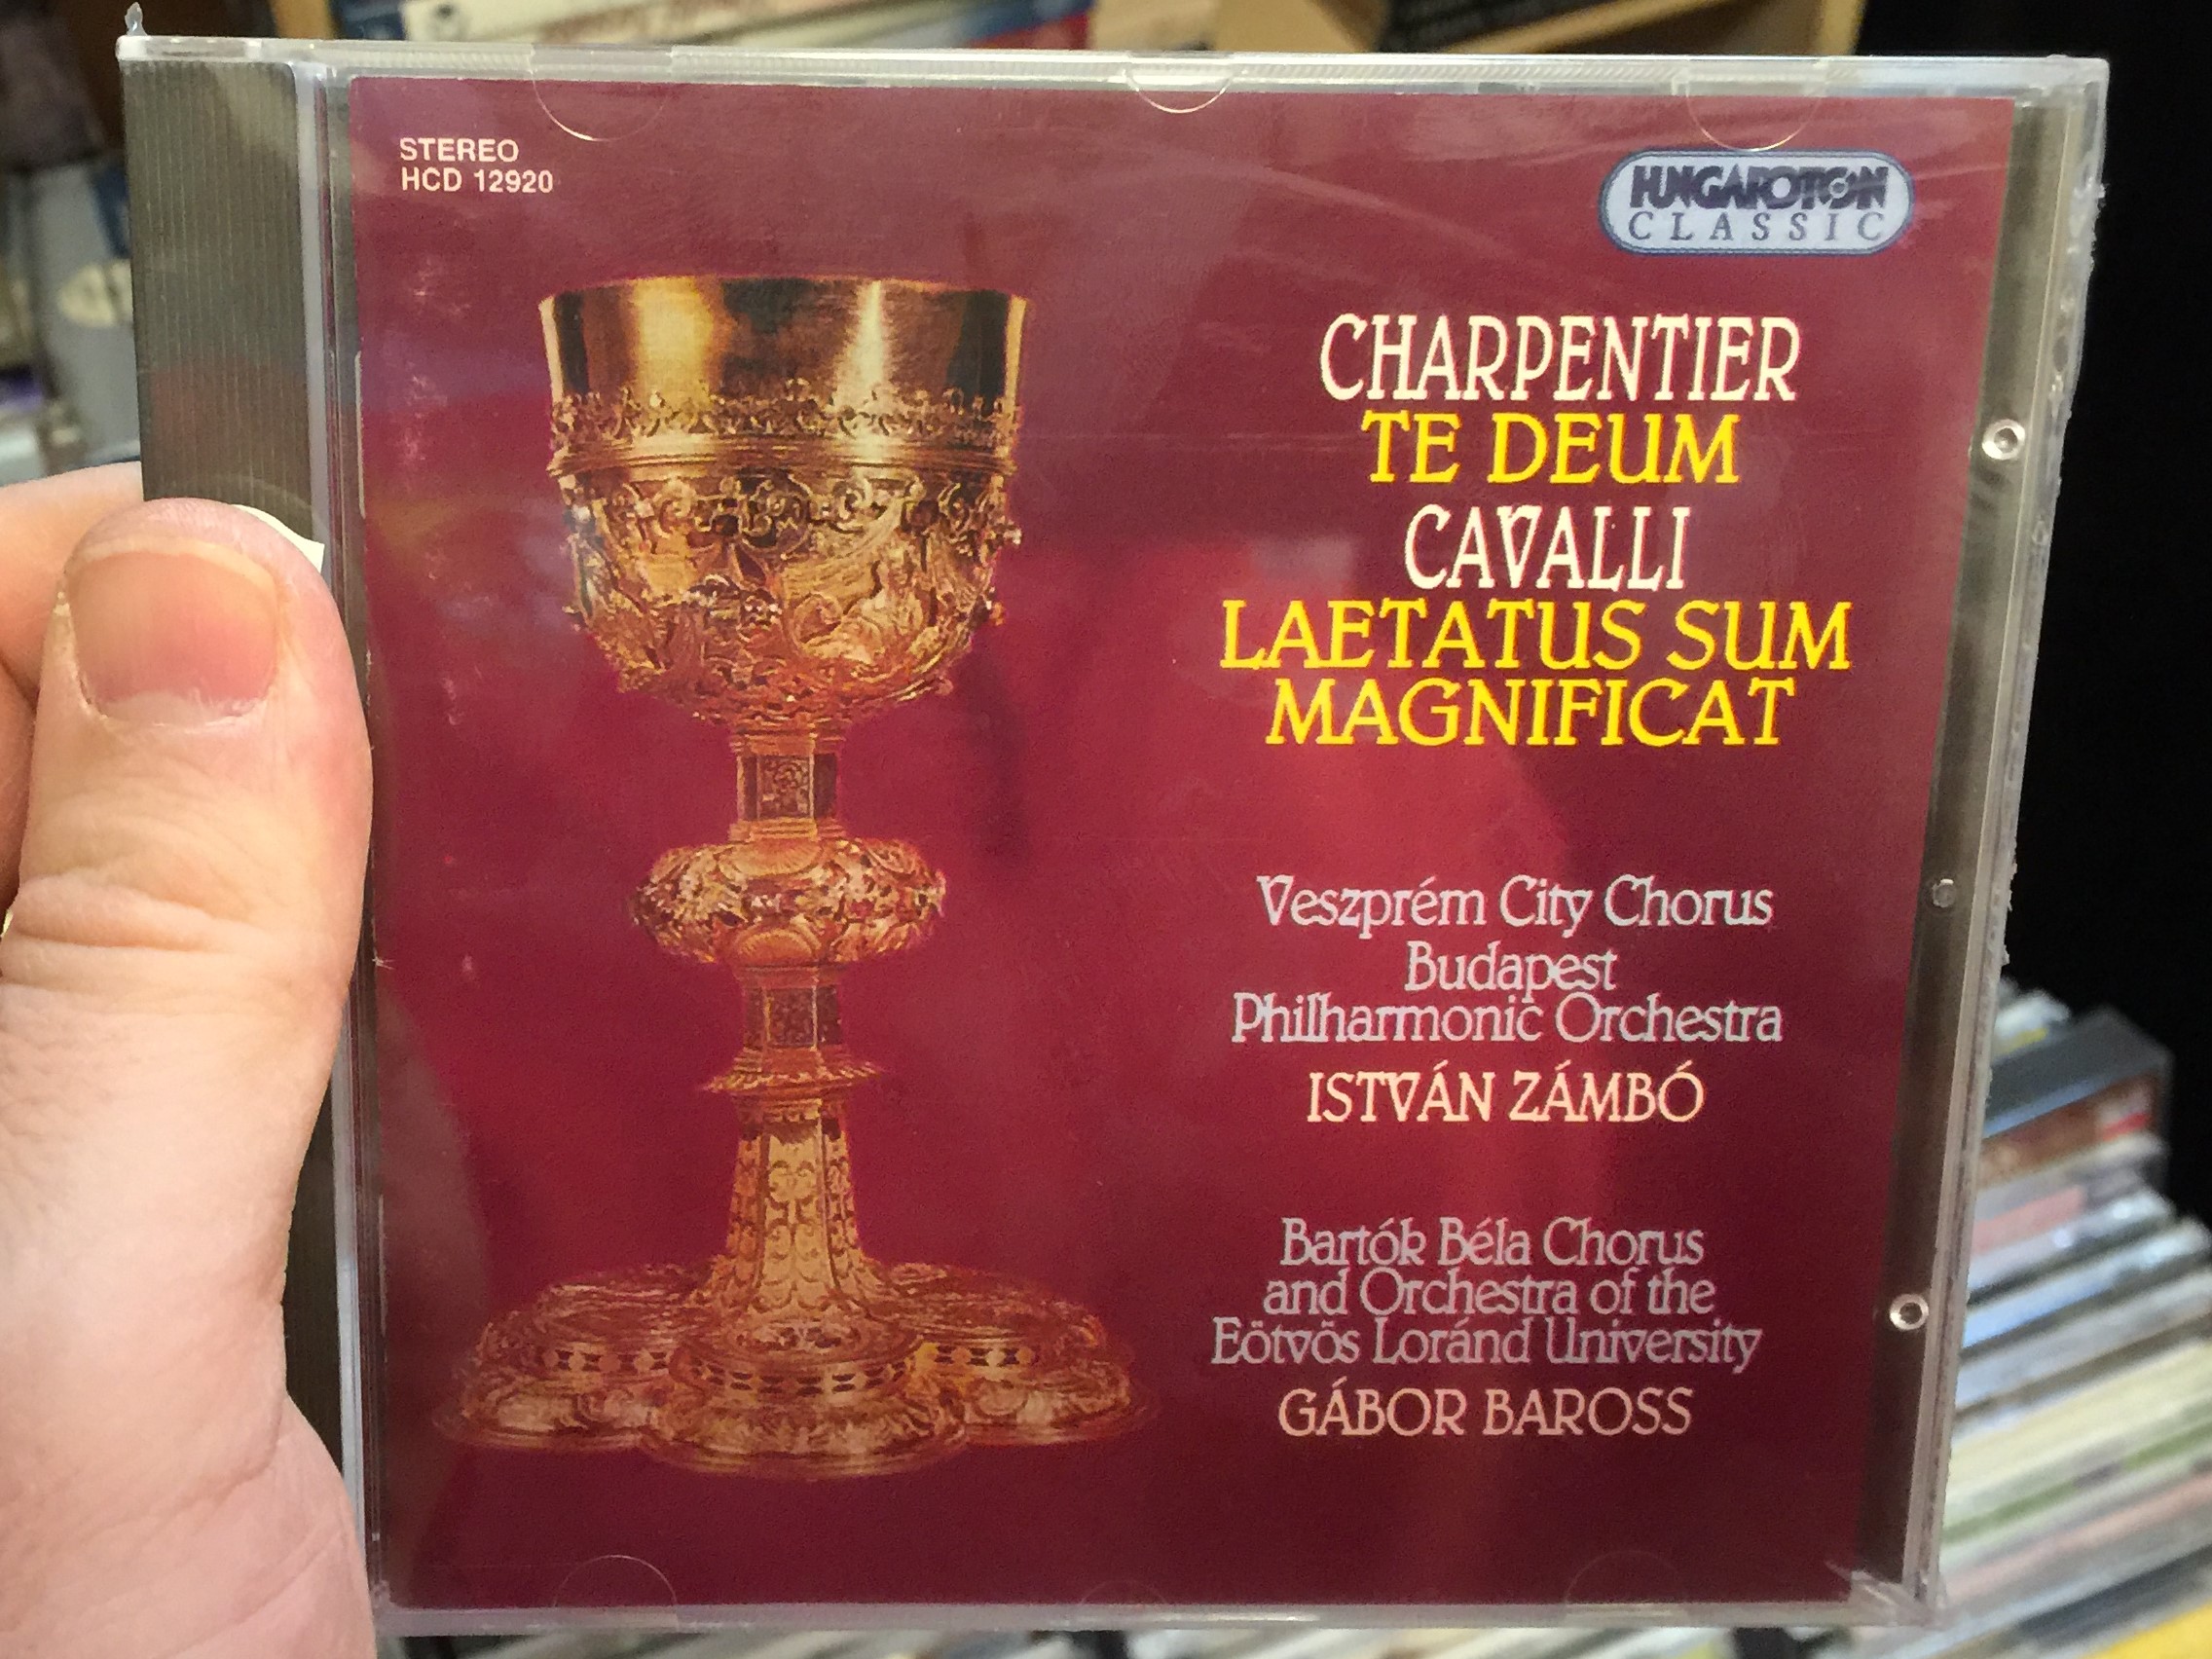 STEREO
HCD 12920
HUNGAROTON
CLASSIC
CHARPENTIER
TE DEUM
CAVALLI
LAETATUS SUM
MAGNIFICAT
Veszprém City Chorus
Budapest
Philharmonic Orchestra
ISTVÁN ZÁMBÓ
Bartók Béla Chorus
and Orchestra of the
Eötvös Loránd University
GÁBOR BAROSS